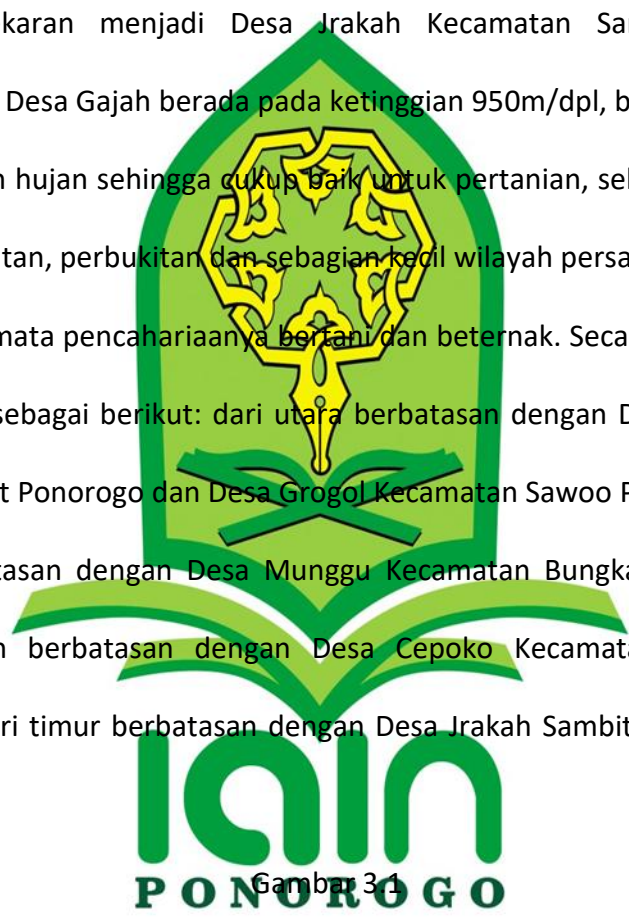 karan menjadi Desa Jrakah Kecamatan Sa
Desa Gajah berada pada ketinggian 950m/dpl, b
hujan sehingga cukup baik untuk pertanian, se
tan, perbukitan dan sebagian kecil wilayah persa
mata pencahariaanya bertani dan beternak. Seca
sebagai berikut: dari utara berbatasan dengan D
t Ponorogo dan Desa Grogol Kecamatan Sawoo P
tasan dengan Desa Munggu Kecamatan Bungka
n berbatasan dengan Desa Cepoko Kecamata
ri timur berbatasan dengan Desa Jrakah Sambit
iain
Gambar 3.1
PONOROGO